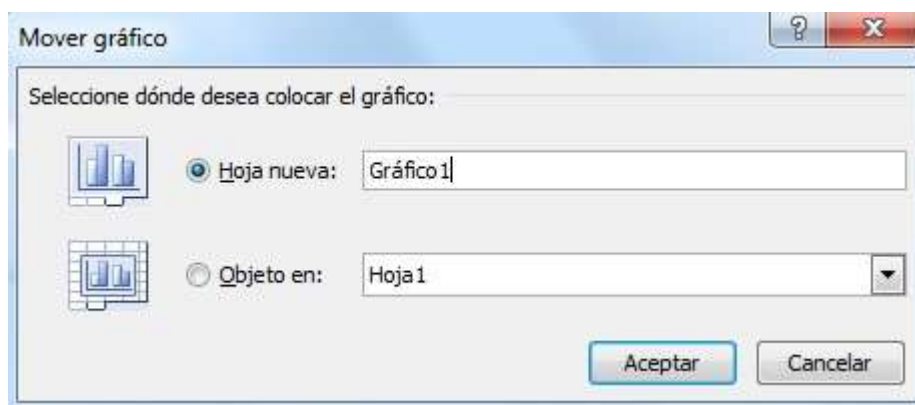 Mover gráfico
Seleccione dónde desea colocar el gráfico:
Hoja nueva: Gráfico1
Objeto en: Hoja1
Aceptar Cancelar